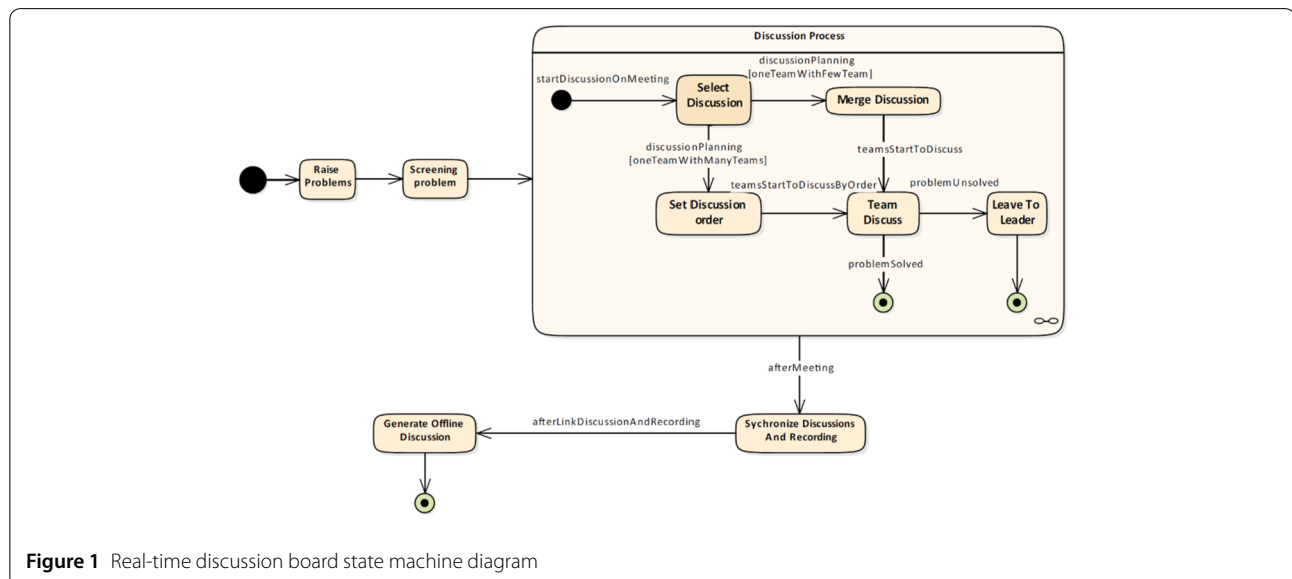 Discussion Process
discussionPlanning
[oneTeamWithFewTeam]
startDiscussionOnMeeting
Select
Discussion
Merge Discussion
discussionPlanning
[oneTeamWithManyTeams]
teamsStartToDiscuss
Raise
Problems
Screening
problem
teamsStartToDiscussByOrder
problemUnsolved
Set Discussion
order
Team
Discuss
Leave To
Leader
problemSolved
afterMeeting
Generate Offline
Discussion
afterLinkDiscussionAndRecording
Sychronize Discussions
And Recording
Figure 1 Real-time discussion board state machine diagram